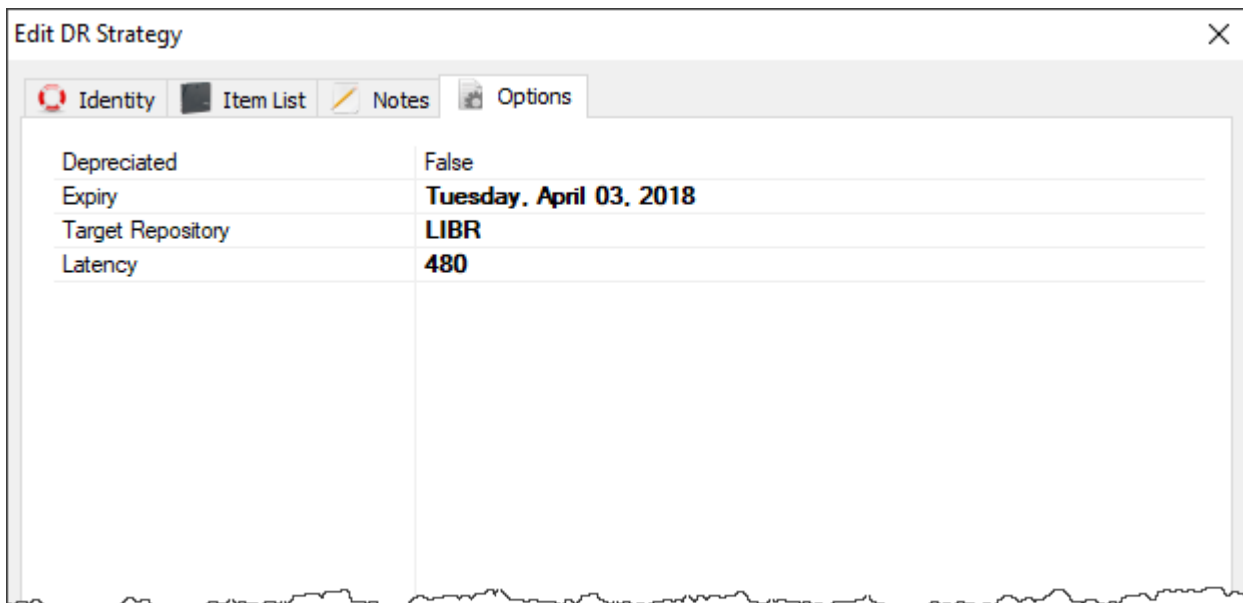 Edit DR Strategy
Identity Item List Notes Options
Depreciated False
Expiry Tuesday, April 03, 2018
Target Repository LIBR
Latency 480